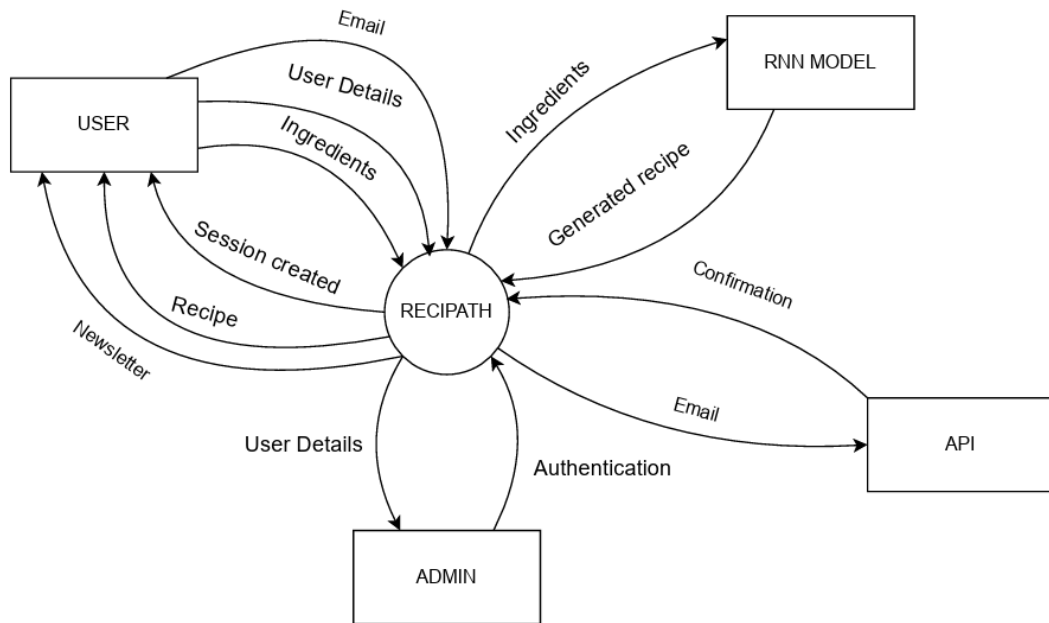 Email
User Details
Ingredients
USER
RNN MODEL
Ingredients
Generated recipe
Session created
Recipe
Newsletter
RECIPATH
Confirmation
Email
API
User Details
Authentication
ADMIN